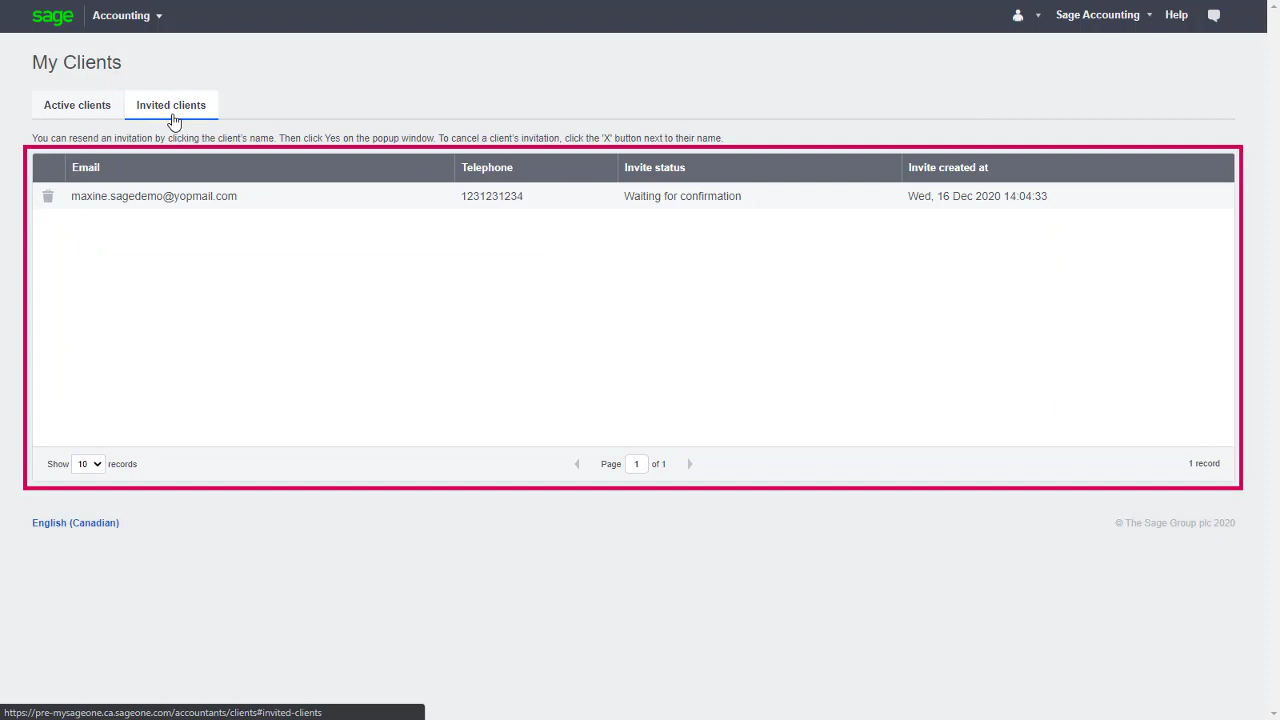 sage Accounting Sage Accounting Help
My Clients
Active clients Invited clients
You can resend an invitation by clicking the client's name. Then click Yes on the popup window. To cancel a client's invitation, click the 'X' button next to their name.
Email Telephone Invite status Invite created at
maxine.sagedemo@yopmail.com 1231231234 Waiting for confirmation Wed, 16 Dec 2020 14:04:33
Show 10 records Page 1 of 1 1 record
English (Canadian) © The Sage Group plc 2020
https://pre-mysageone.ca.sageone.com/accountants/clients#invited-clients